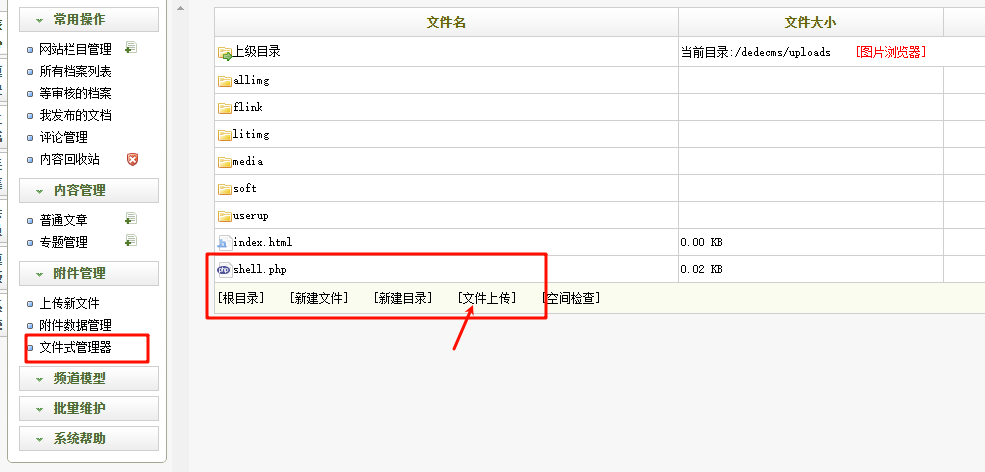 常用操作
网站栏目管理
所有档案列表
等审核的档案
我发布的文档
评论管理
内容回收站
内容管理
普通文章
专题管理
附件管理
上传新文件
附件数据管理
文件式管理器
频道模型
批量维护
系统帮助
文件名 文件大小
上级目录 当前目录:/dedecms/uploads [图片浏览器]
allimg
flink
litimg
media
soft
userup
index.html 0.00 KB
shell.php 0.02 KB
[根目录] [新建文件] [新建目录] [文件上传] [空间检查]